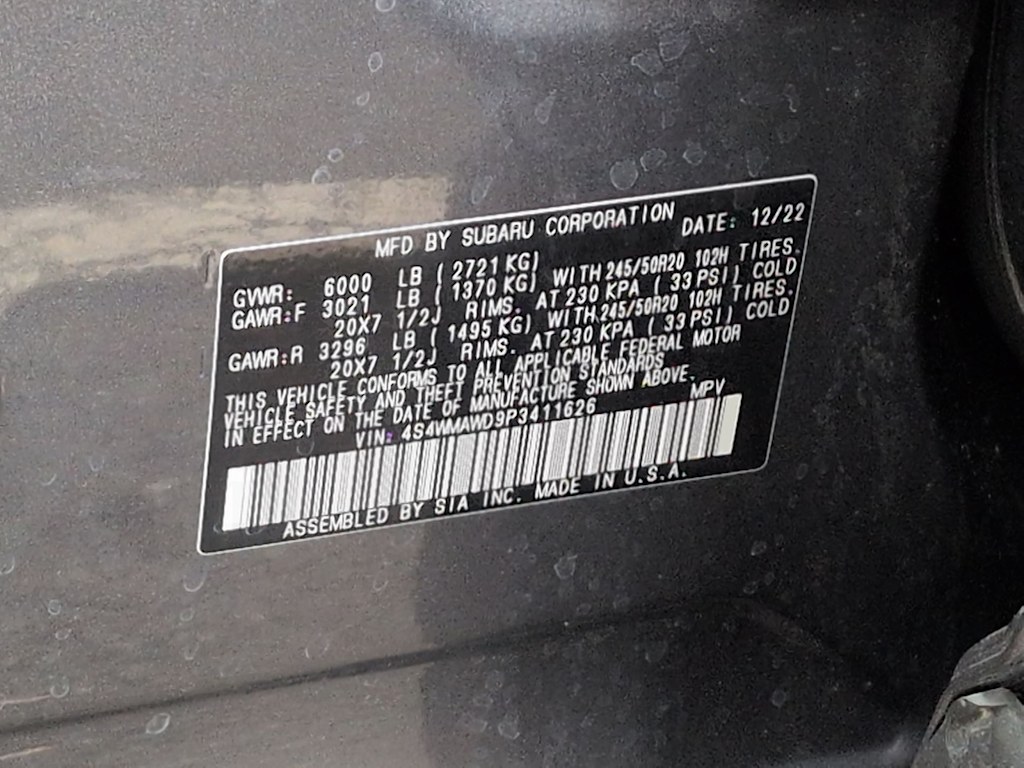 MFD BY SUBARU CORPORATION DATE: 12/22
GVWR: 6000 LB ( 2721 KG)
GAWR:F 3021 LB ( 1370 KG) WITH 245/50R20 102H TIRES.
20X7 1/2J RIMS. AT 230 KPA ( 33 PSI) COLD
GAWR:R 3296 LB ( 1495 KG) WITH 245/50R20 102H TIRES.
20X7 1/2J RIMS. AT 230 KPA ( 33 PSI) COLD
THIS VEHICLE CONFORMS TO ALL APPLICABLE FEDERAL MOTOR
VEHICLE SAFETY AND THEFT PREVENTION STANDARDS
IN EFFECT ON THE DATE OF MANUFACTURE SHOWN ABOVE.
VIN: 4S4WMAWD9P3411626 MPV
ASSEMBLED BY SIA INC. MADE IN U.S.A.